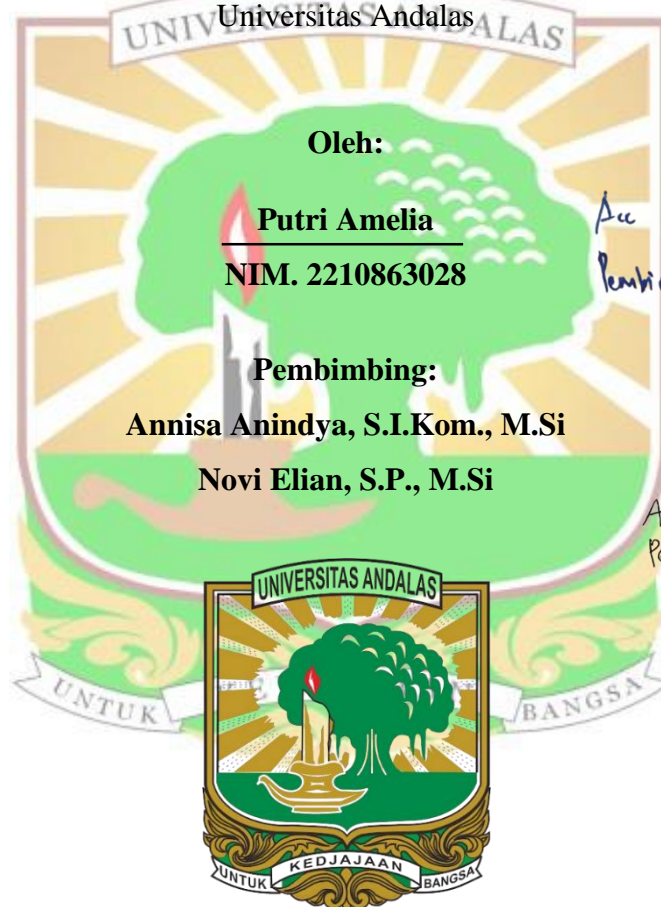 Universitas Andalas
UNIVERSITAS ANDALAS
Oleh:
Putri Amelia
Acc
NIM. 2210863028
Pembimbing:
Annisa Anindya, S.I.Kom., M.Si
Novi Elian, S.P., M.Si
UNIVERSITAS ANDALAS
UNTUK
BANGSA
UNTUK KEDJAJAAN BANGSA